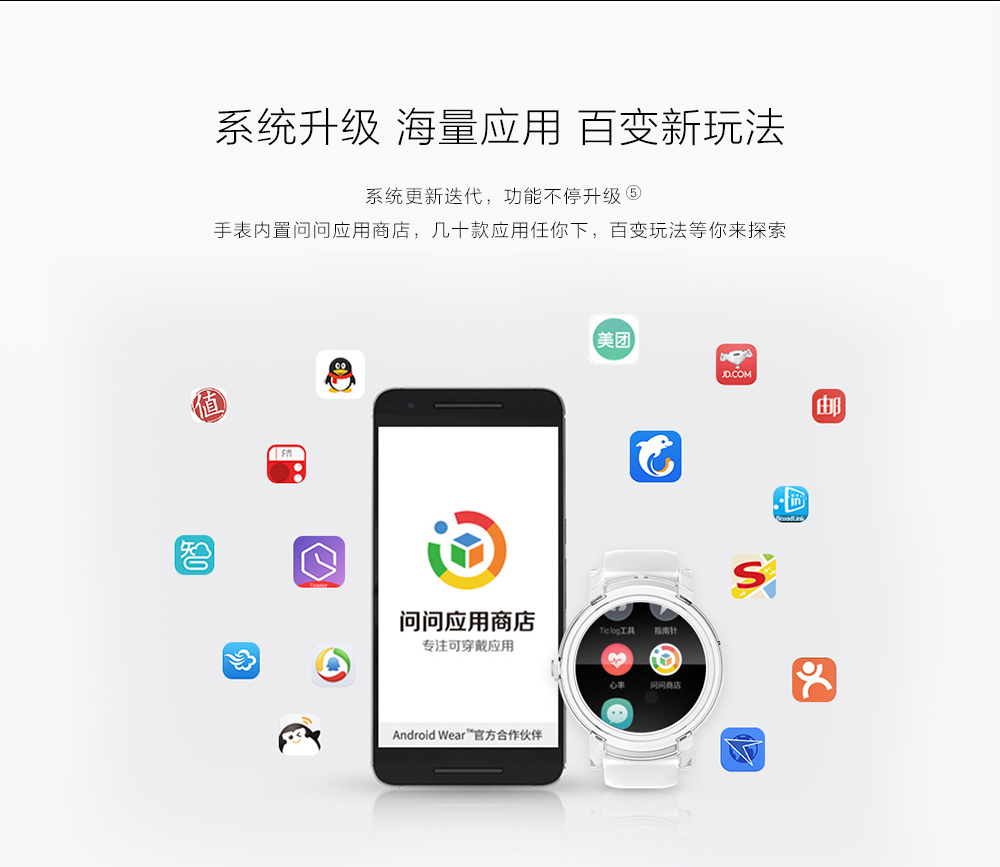 系统升级 海量应用 百变新玩法
系统更新迭代，功能不停升级⑤
手表内置问问应用商店，几十款应用任你下，百变玩法等你来探索
美团
JD.COM
值
邮
FM
in
BroadLink
智
Ticwear
S
问问应用商店
专注可穿戴应用
Tic log工具
指南针
心率
问问商店
Android Wear™官方合作伙伴